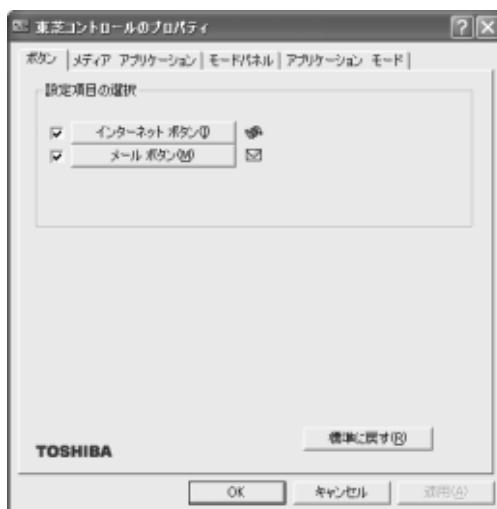 東芝コントロールのプロパティ
ボタン メディア アプリケーション モードパネル アプリケーション モード
設定項目の選択
インターネット ボタン(I)
メール ボタン(M)
標準に戻す(R)
TOSHIBA
OK キャンセル 適用(A)